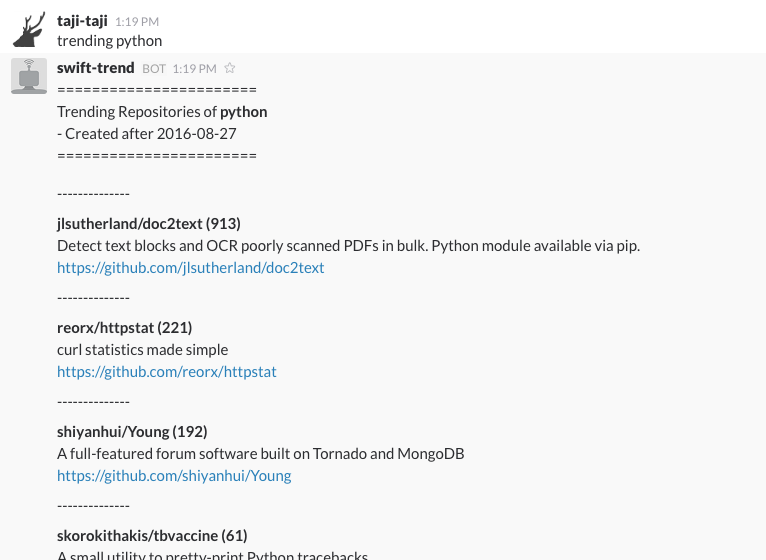 taji-taji 1:19 PM
trending python
swift-trend BOT 1:19 PM
=======================
Trending Repositories of python
- Created after 2016-08-27
=======================
--------------
jlsutherland/doc2text (913)
Detect text blocks and OCR poorly scanned PDFs in bulk. Python module available via pip.
https://github.com/jlsutherland/doc2text
--------------
reorx/httpstat (221)
curl statistics made simple
https://github.com/reorx/httpstat
--------------
shiyanhui/Young (192)
A full-featured forum software built on Tornado and MongoDB
https://github.com/shiyanhui/Young
--------------
skorokithakis/tbvaccine (61)
A small utility to pretty-print Python tracebacks